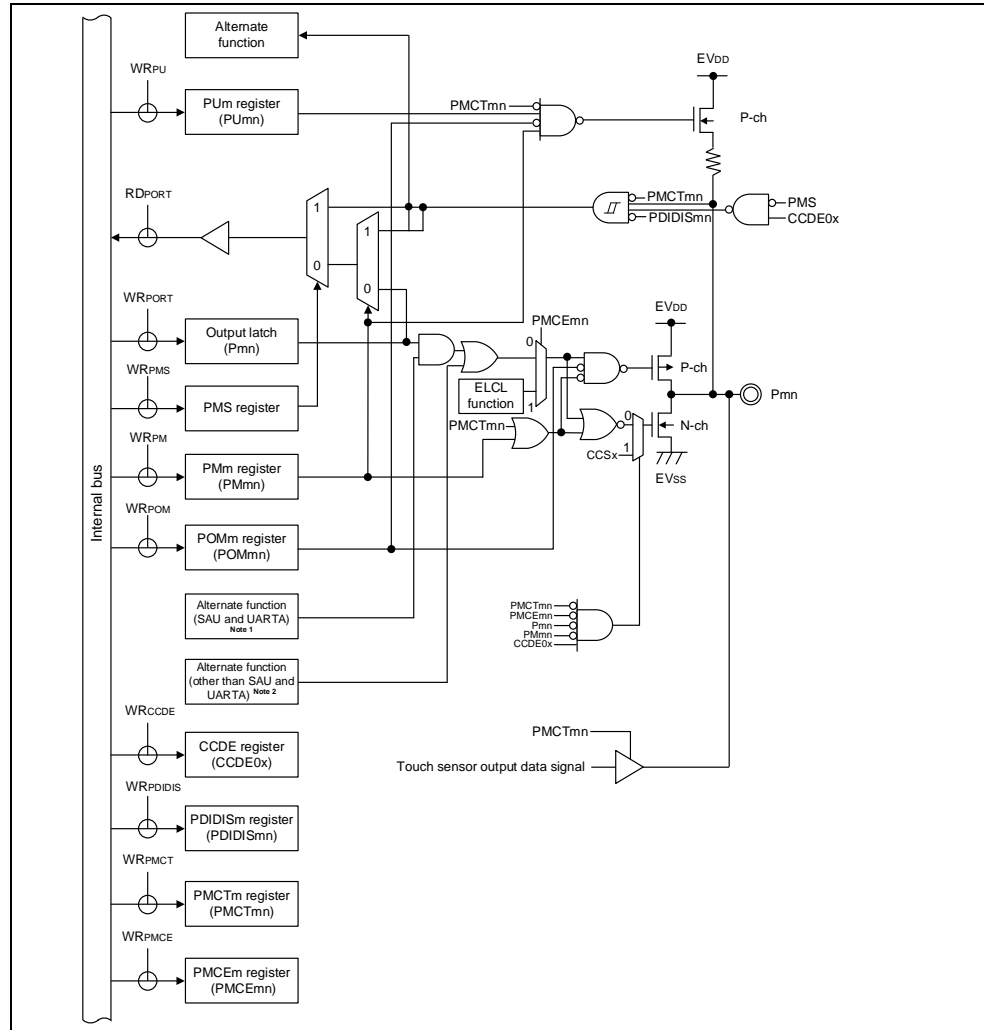 Alternate
function
EVDD
WRPU
PMCTmn
PUm register
(PUmn)
P-ch
RDPORT
1
PMCTmn
PMS
PDIDISmn
CCDE0x
1
0
0
WRPORT
PMCEmn
EVDD
Output latch
(Pmn)
0
P-ch
WRPMS
ELCL
function
1
Pmn
PMS register
PMCTmn
0
N-ch
WRPM
CCSx
1
PMm register
(PMmn)
EVSS
WRPOM
POMm register
(POMmn)
Internal bus
Alternate function
(SAU and UARTA)
Note 1
PMCTmn
PMCEmn
Pmn
PMmn
CCDE0x
Alternate function
(other than SAU and
UARTA) Note 2
WRCCDE
CCDE register
(CCDE0x)
PMCTmn
Touch sensor output data signal
WRPDIDIS
PDIDISm register
(PDIDISmn)
WRPMCT
PMCTm register
(PMCTmn)
WRPMCE
PMCEm register
(PMCEmn)